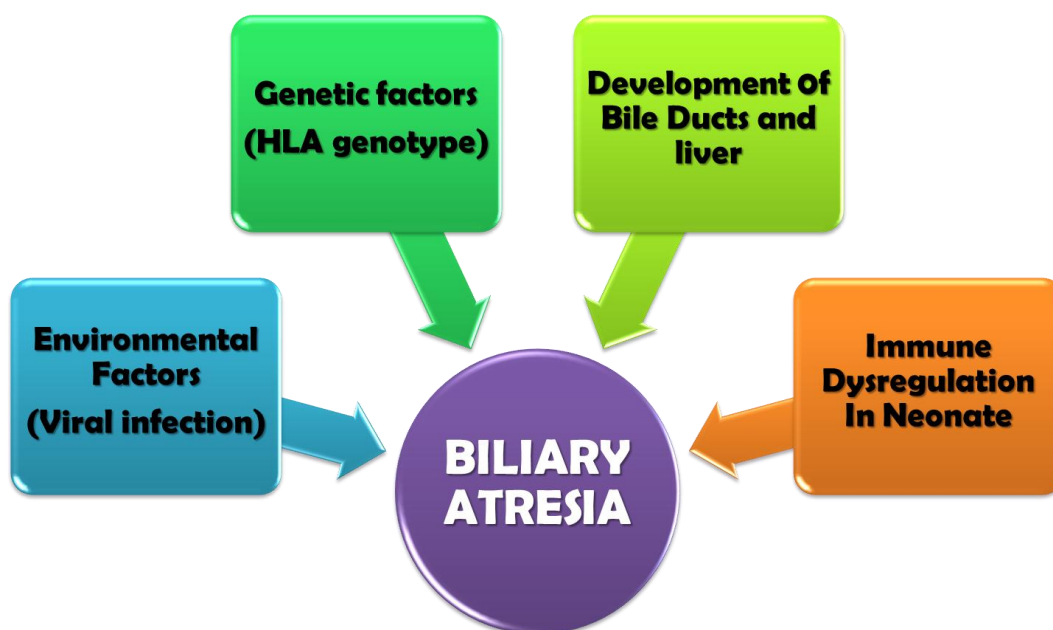 Genetic factors
(HLA genotype)
Development Of
Bile Ducts and
liver
Environmental
Factors
(Viral infection)
Immune
Dysregulation
In Neonate
BILIARY
ATRESIA